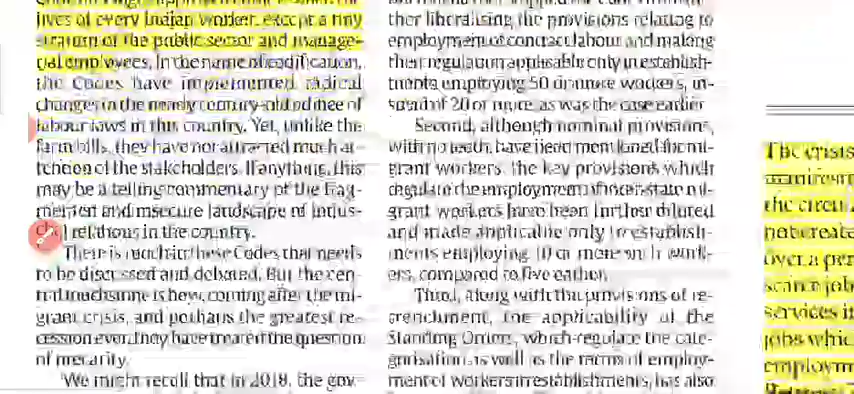 lives of every Indian worker, except a tiny
stratum of the public sector and manage-
rial employees. In the name of codification,
the Codes have implemented radical
changes in the nearly century-old edifice of
labour laws in this country. Yet, unlike the
farm bills, they have not attracted much at-
tention of the stakeholders. If anything, this
may be a telling commentary of the frag-
mented and insecure landscape of indus-
relations in the country.
There is much in these Codes that needs
to be discussed and debated. But the cen-
is how, coming after the mi-
grant crisis, and perhaps the greatest re-
cession ever, they have treated the question
of precarity.
We might recall that in 2018, the gov-
ther liberalising the provisions relating to
employment of contract labour and making
their regulation applicable only in establish-
ments employing 50 or more workers, in-
stead of 20 or more, as was the case earlier.
Second, although nominal provisions,
with no teeth, have been mentioned for mi-
grant workers, the key provisions which
regulate the employment of inter-state mi-
grant workers have been further diluted
and made applicable only to establish-
ments employing 10 or more such work-
ers, compared to five earlier.
Third, along with the provisions of re-
trenchment, the applicability of the
Standing Orders, which regulate the cate-
gorisation as well as the terms of employ-
ment of workers in establishments, has also
The crisis
the circu
not create
over a per
scarce job
services i
jobs whic
employm